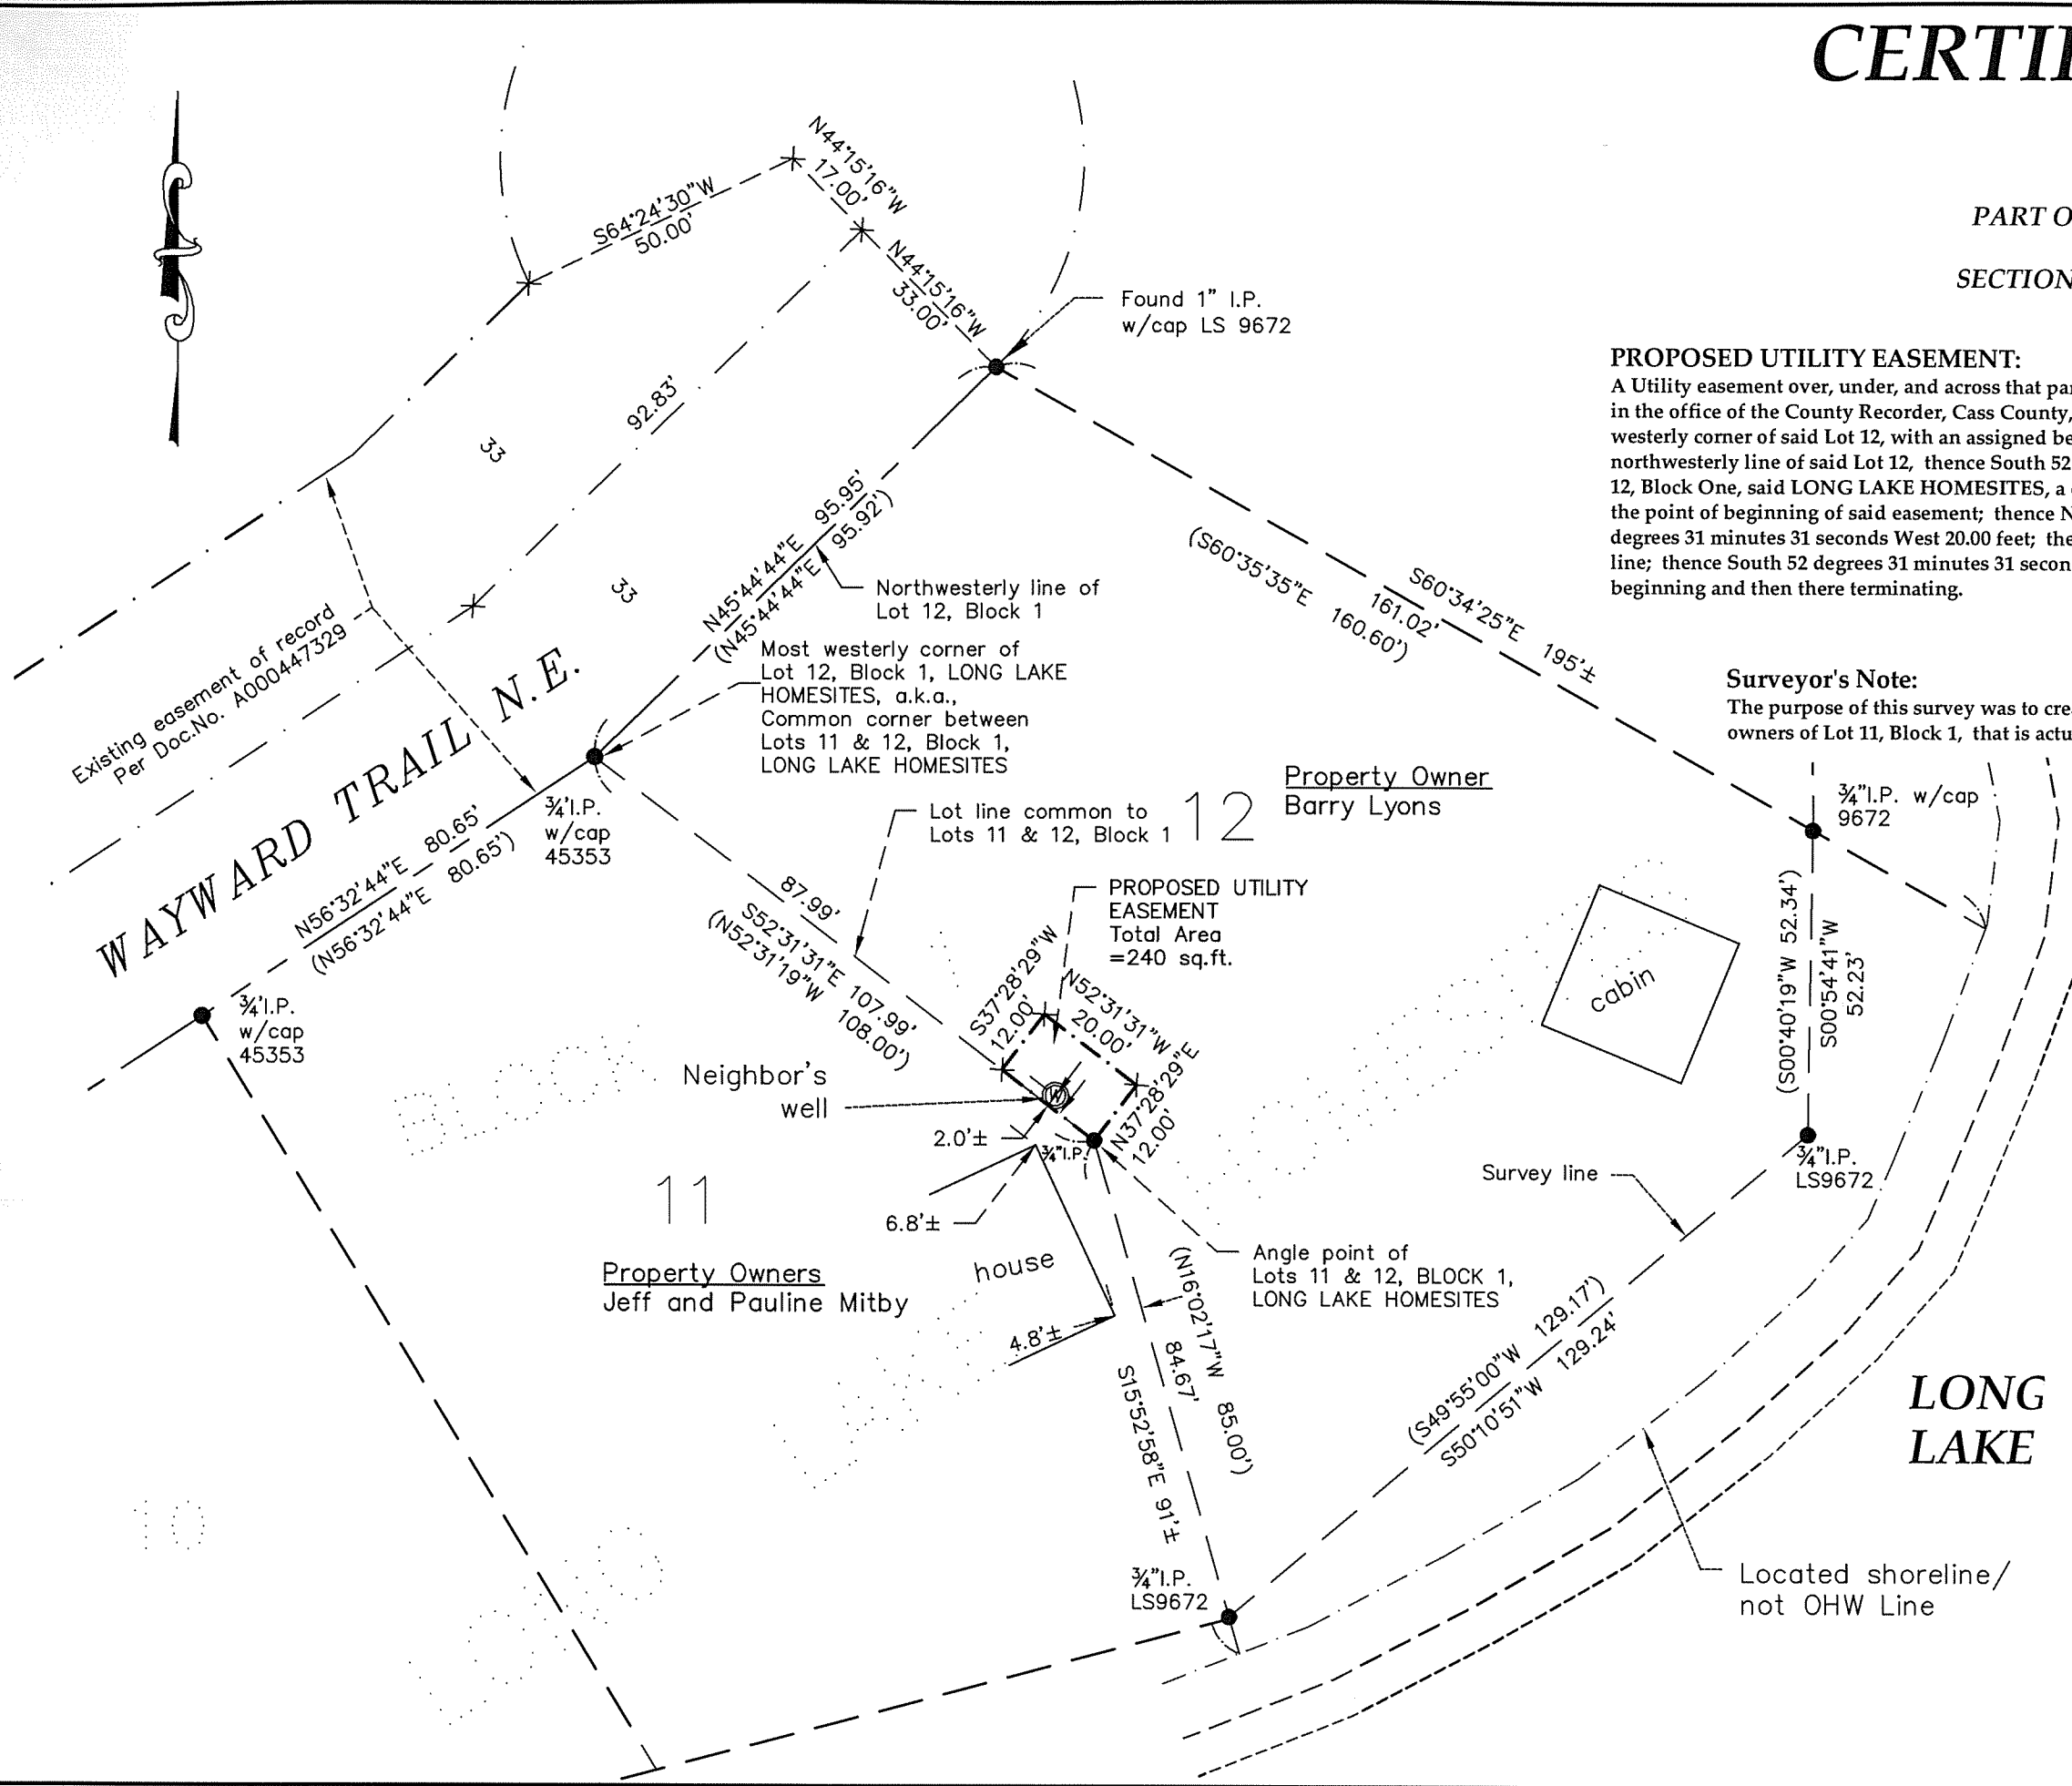 CERTIF
PART O
SECTION
N44°15'16"W
17.00'
S64°24'30"W
50.00'
N44°15'16"W
33.00'
Found 1" I.P.
w/cap LS 9672
PROPOSED UTILITY EASEMENT:
A Utility easement over, under, and across that par
in the office of the County Recorder, Cass County,
westerly corner of said Lot 12, with an assigned be
northwesterly line of said Lot 12, thence South 52
12, Block One, said LONG LAKE HOMESITES, a
the point of beginning of said easement; thence N
degrees 31 minutes 31 seconds West 20.00 feet; the
line; thence South 52 degrees 31 minutes 31 secon
beginning and then there terminating.
92.83'
33
33
N45°44'44"E 95.95'
(N45°44'44"E 95.92')
Northwesterly line of
Lot 12, Block 1
(S60°35'35"E 160.60')
S60°34'25"E 195'±
161.02'
Most westerly corner of
Lot 12, Block 1, LONG LAKE
HOMESITES, a.k.a.,
Common corner between
Lots 11 & 12, Block 1,
LONG LAKE HOMESITES
Surveyor's Note:
The purpose of this survey was to cre
owners of Lot 11, Block 1, that is actu
Existing easement of record
Per Doc.No. A000447329
WAYWARD TRAIL N.E.
3/4'I.P.
w/cap
45353
N56°32'44"E 80.65'
(N56°32'44"E 80.65')
3/4'I.P.
w/cap
45353
Lot line common to
Lots 11 & 12, Block 1
12
Property Owner
Barry Lyons
3/4"I.P. w/cap
9672
87.99'
S52°31'31"E 107.99'
(N52°31'19"W 108.00')
PROPOSED UTILITY
EASEMENT
Total Area
=240 sq.ft.
S37°28'29"W
12.00'
N52°31'31"W
20.00'
N37°28'29"E
12.00'
cabin
(S00°40'19"W 52.34')
S00°54'41"W
52.23'
BLOCK
Neighbor's
well
W
2.0'±
3/4"I.P.
HOMESITES
3/4"I.P.
LS9672
Survey line
11
6.8'±
Property Owners
Jeff and Pauline Mitby
house
4.8'±
Angle point of
Lots 11 & 12, BLOCK 1,
LONG LAKE HOMESITES
(N16°02'17"W 85.00')
84.67'
S15°52'58"E 91'±
(S49°55'00"W 129.17')
S50°10'51"W 129.24'
LONG
LAKE
LAKE
10
LONG
3/4"I.P.
LS9672
Located shoreline/
not OHW Line